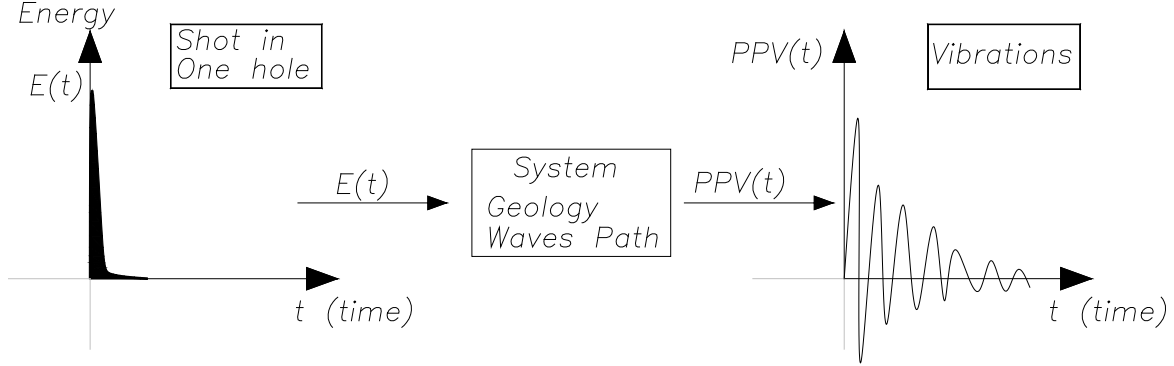 Energy
E(t)
Shot in
One hole
t (time)
E(t)
System
Geology
Waves Path
PPV(t)
PPV(t)
Vibrations
t (time)